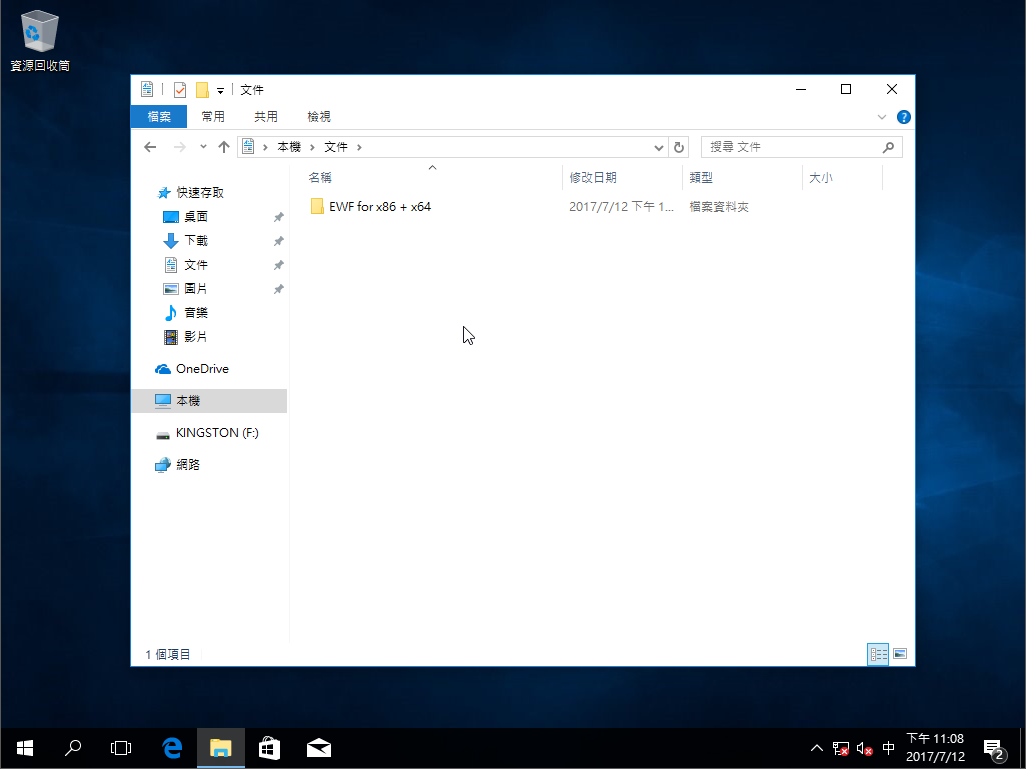 資源回收筒
文件
檔案 常用 共用 檢視
本機 文件
搜尋 文件
名稱 修改日期 類型 大小
EWF for x86 + x64 2017/7/12 下午 1... 檔案資料夾
快速存取
桌面
下載
文件
圖片
音樂
影片
OneDrive
本機
KINGSTON (F:)
網路
1 個項目
中
下午 11:08
2017/7/12
2